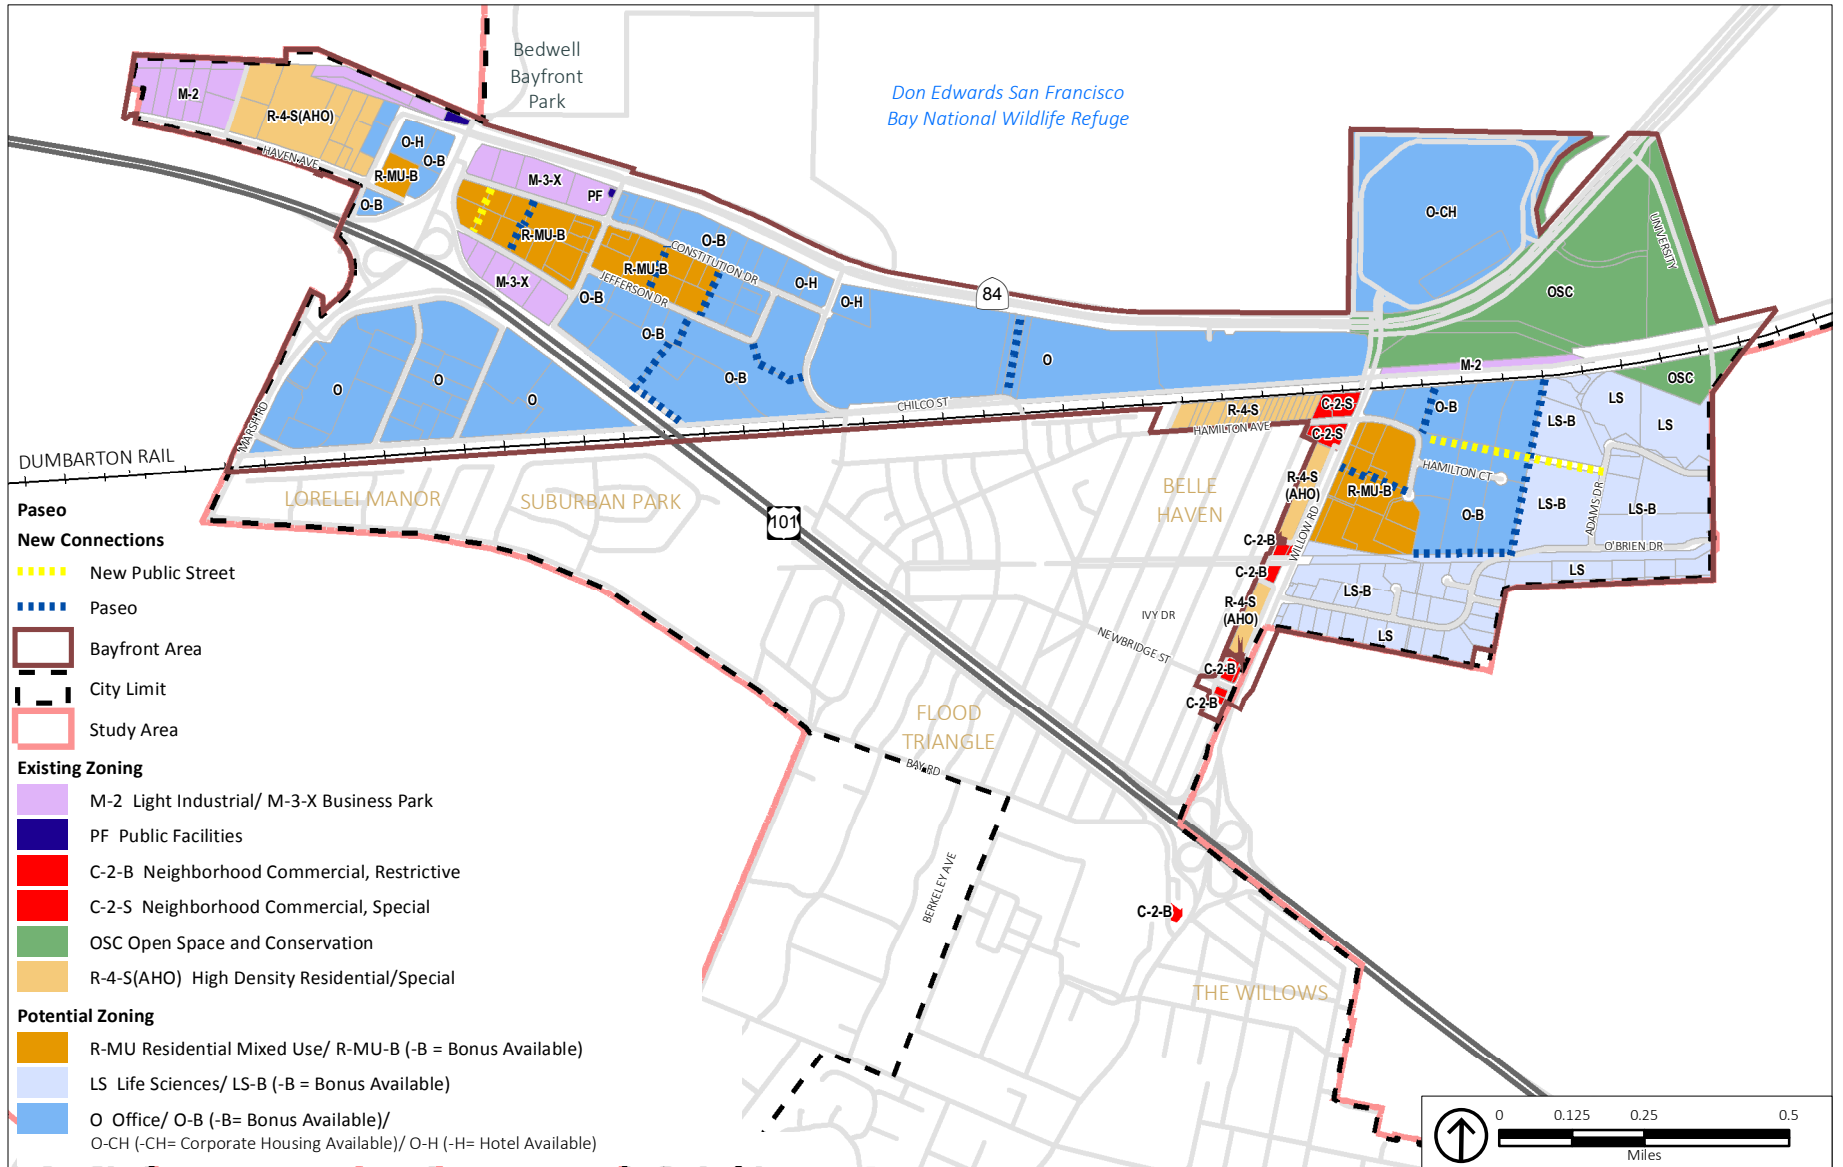 Bedwell
Bayfront
Park
Don Edwards San Francisco
Bay National Wildlife Refuge
M-2
R-4-S(AHO)
HAVEN AVE
O-H
O-B
R-MU-B
O-B
M-3-X
PF
R-MU-B
M-3-X
O-B
CONSTITUTION DR
R-MU-B
JEFFERSON DR
O-B
O-H
O-H
O-B
O-B
84
O-CH
UNIVERSITY
OSC
O
M-2
OSC
O
O
O
MARSH RD
CHILCO ST
DUMBARTON RAIL
R-4-S
HAMILTON AVE
C-2-S
C-2-S
O-B
LS-B
LS
LS
HAMILTON CT
R-4-S
(AHO)
R-MU-B
WILLOW RD
O-B
LS-B
ADAMS DR
LS-B
O'BRIEN DR
LS
LS-B
LS
C-2-B
C-2-B
R-4-S
(AHO)
C-2-B
C-2-B
LORELEI MANOR
SUBURBAN PARK
BELLE
HAVEN
101
IVY DR
NEWBRIDGE ST
FLOOD
TRIANGLE
BAY RD
BERKELEY AVE
C-2-B
THE WILLOWS
Paseo
New Connections
New Public Street
Paseo
Bayfront Area
City Limit
Study Area
Existing Zoning
M-2 Light Industrial/ M-3-X Business Park
PF Public Facilities
C-2-B Neighborhood Commercial, Restrictive
C-2-S Neighborhood Commercial, Special
OSC Open Space and Conservation
R-4-S(AHO) High Density Residential/Special
Potential Zoning
R-MU Residential Mixed Use/ R-MU-B (-B = Bonus Available)
LS Life Sciences/ LS-B (-B = Bonus Available)
O Office/ O-B (-B= Bonus Available)/
O-CH (-CH= Corporate Housing Available)/ O-H (-H= Hotel Available)
0 0.125 0.25 0.5
Miles